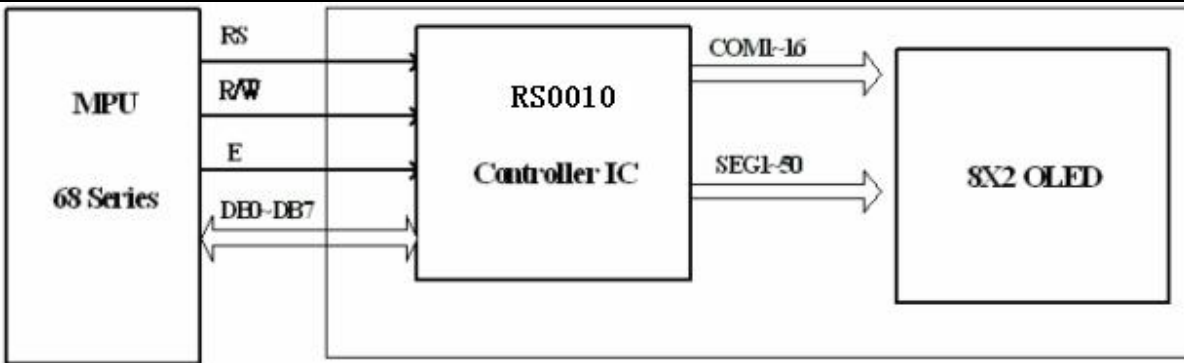 MPU
68 Series
RS
R/W
E
DB0~DB7
RS0010
Controller IC
COM1~16
SEG1~50
8X2 OLED